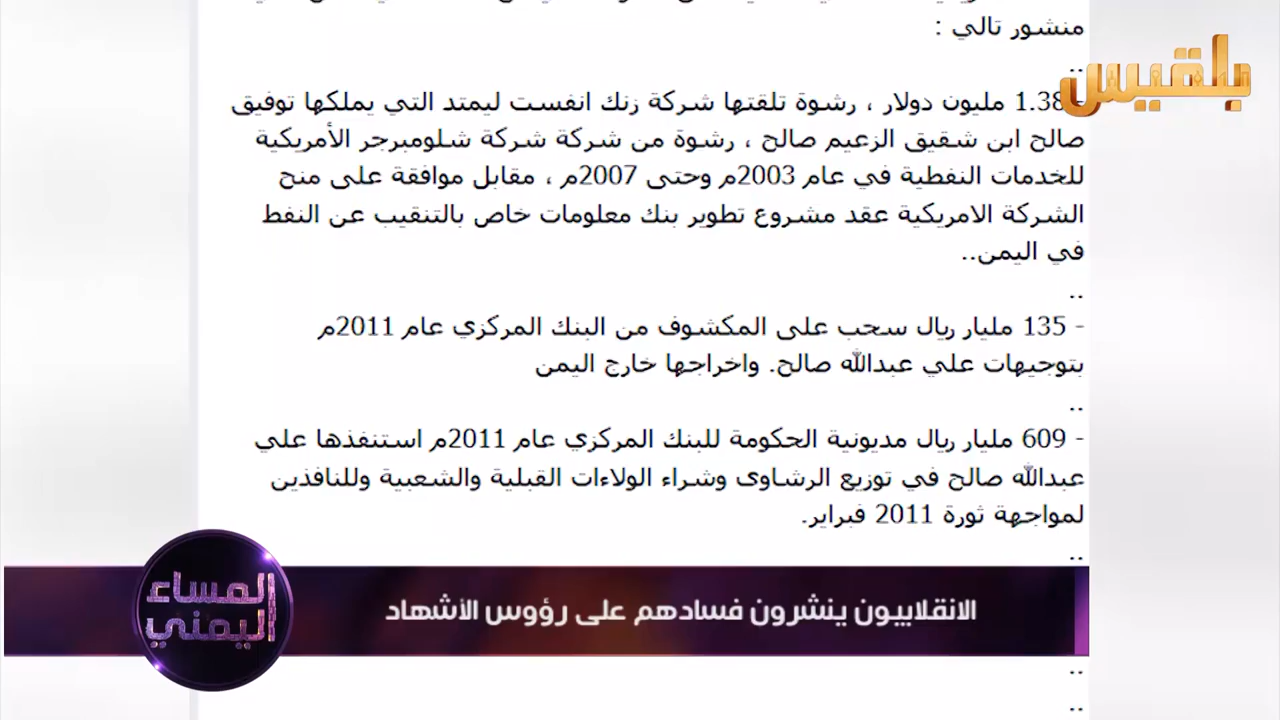 منشور تالي :
..
بلقيس
- 1.38 مليون دولار ، رشوة تلقتها شركة زنك انفست ليمتد التي يملكها توفيق
صالح ابن شقيق الزعيم صالح ، رشوة من شركة شركة شلومبرجر الأمريكية
للخدمات النفطية في عام 2003م وحتى 2007م ، مقابل موافقة على منح
الشركة الامريكية عقد مشروع تطوير بنك معلومات خاص بالتنقيب عن النفط
في اليمن..
..
- 135 مليار ريال سحب على المكشوف من البنك المركزي عام 2011م
بتوجيهات علي عبدالله صالح. واخراجها خارج اليمن
..
- 609 مليار ريال مديونية الحكومة للبنك المركزي عام 2011م استنفذها علي
عبدالله صالح في توزيع الرشاوى وشراء الولاءات القبلية والشعبية وللنافذين
لمواجهة ثورة 2011 فبراير.
..
الانقلابيون ينشرون فسادهم على رؤوس الأشهاد
المساء
اليمني
..
..